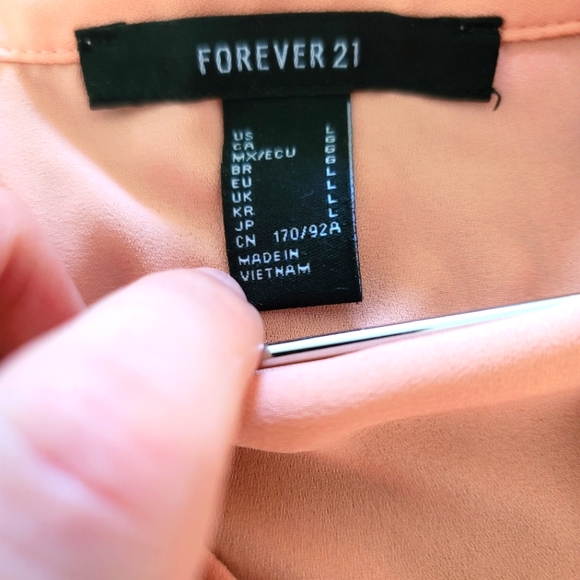 FOREVER 21
US L
CA G
MX/ECU G
BR G
EU L
UK L
KR L
JP L
CN 170/92A
MADE IN
VIETNAM